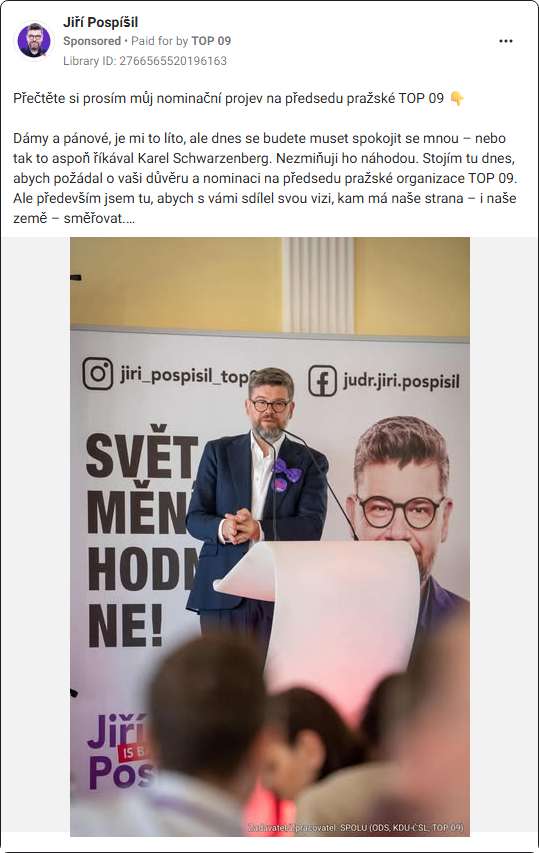 Jiří Pospíšil
Sponsored • Paid for by TOP 09
Library ID: 2766565520196163
Přečtěte si prosím můj nominační projev na předsedu pražské TOP 09 👇
Dámy a pánové, je mi to líto, ale dnes se budete muset spokojit se mnou – nebo
tak to aspoň říkával Karel Schwarzenberg. Nezmiňuji ho náhodou. Stojím tu dnes,
abych požádal o vaši důvěru a nominaci na předsedu pražské organizace TOP 09.
Ale především jsem tu, abych s vámi sdílel svou vizi, kam má naše strana – i naše
země – směřovat.…
jiri_pospisil_top
judr.jiri.pospisil
SVĚT
MĚN
HODN
NE!
Jiří
IS BA
Pos
Zadavatel/Zpracovatel: SPOLU (ODS, KDU-ČSL, TOP 09)